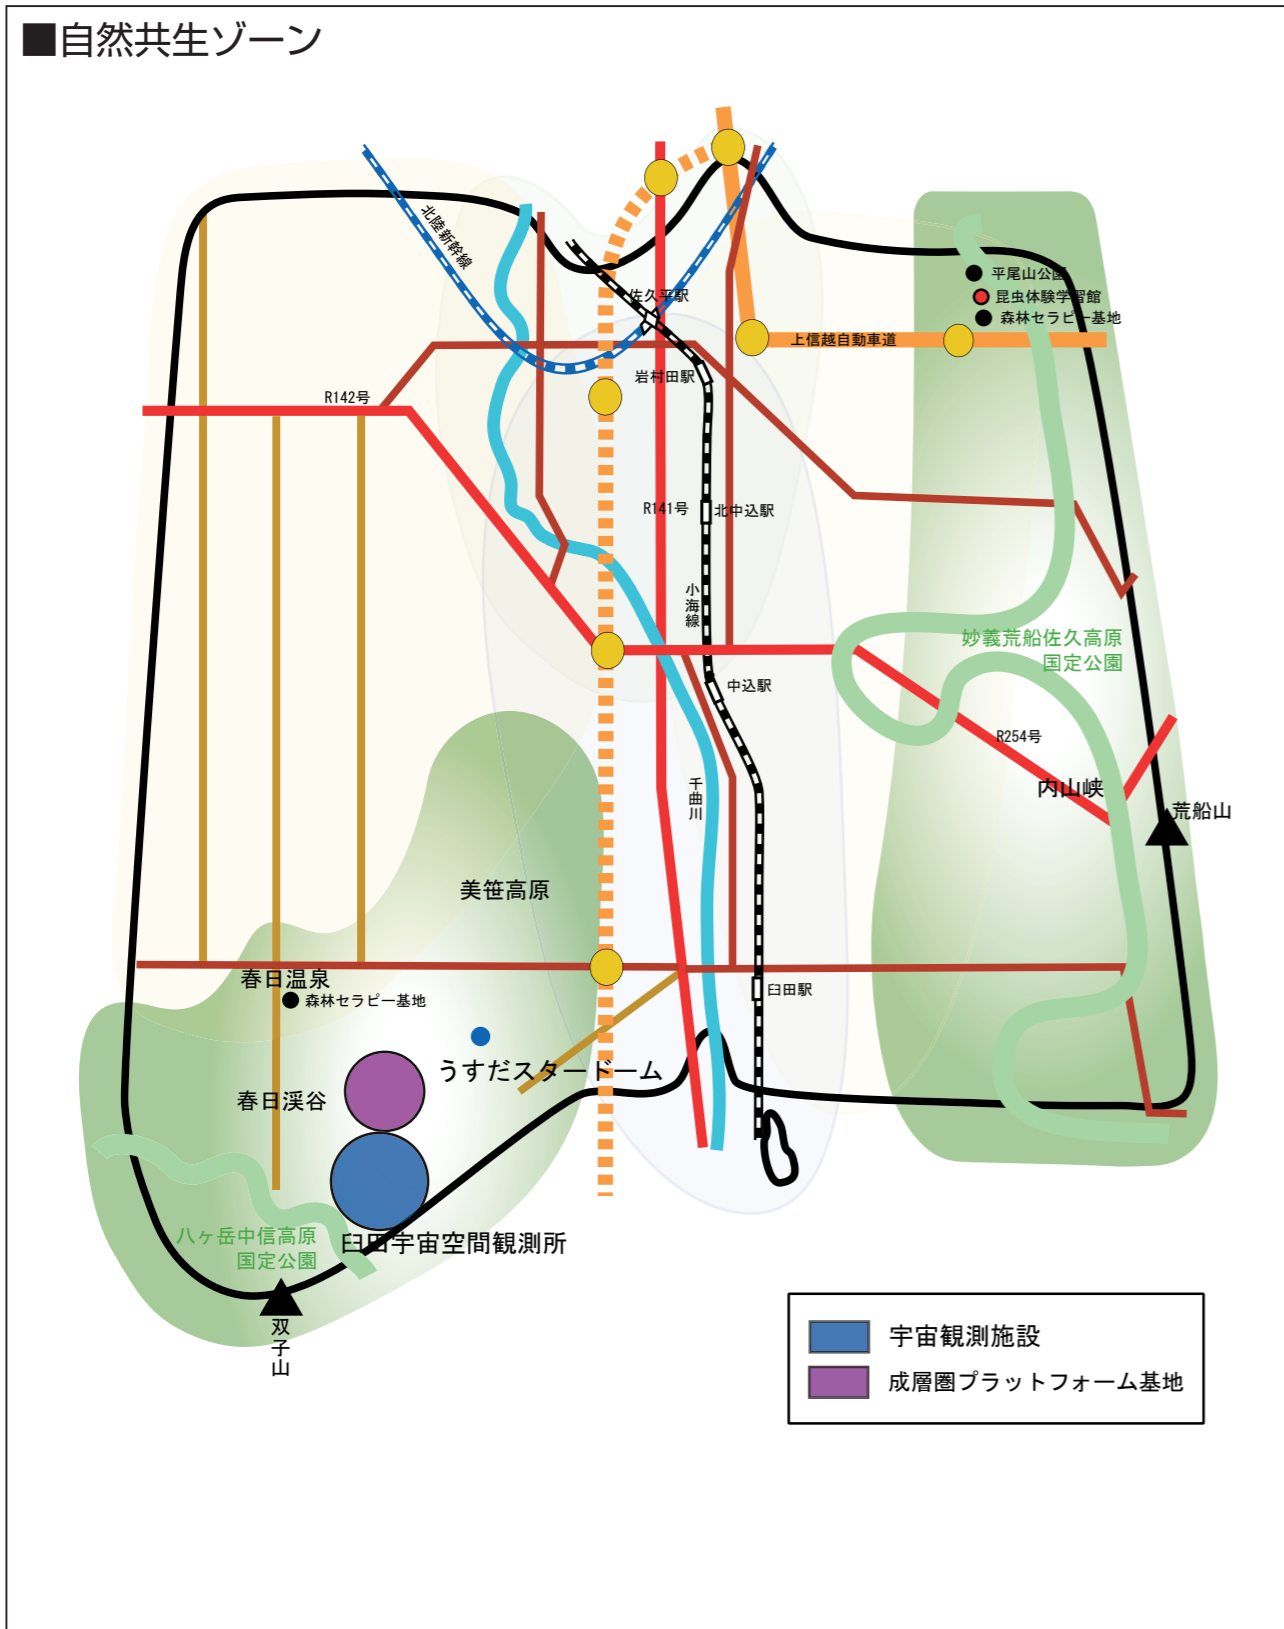 ■自然共生ゾーン
北陸新幹線
佐久平駅
平尾山公園
昆虫体験学習館
森林セラピー基地
上信越自動車道
岩村田駅
R142号
R141号
北中込駅
小海線
妙義荒船佐久高原
国定公園
中込駅
R254号
千曲川
内山峡
荒船山
美笹高原
春日温泉
森林セラピー基地
臼田駅
うすだスタードーム
春日渓谷
八ヶ岳中信高原
国定公園
臼田宇宙空間観測所
双子山
宇宙観測施設
成層圏プラットフォーム基地